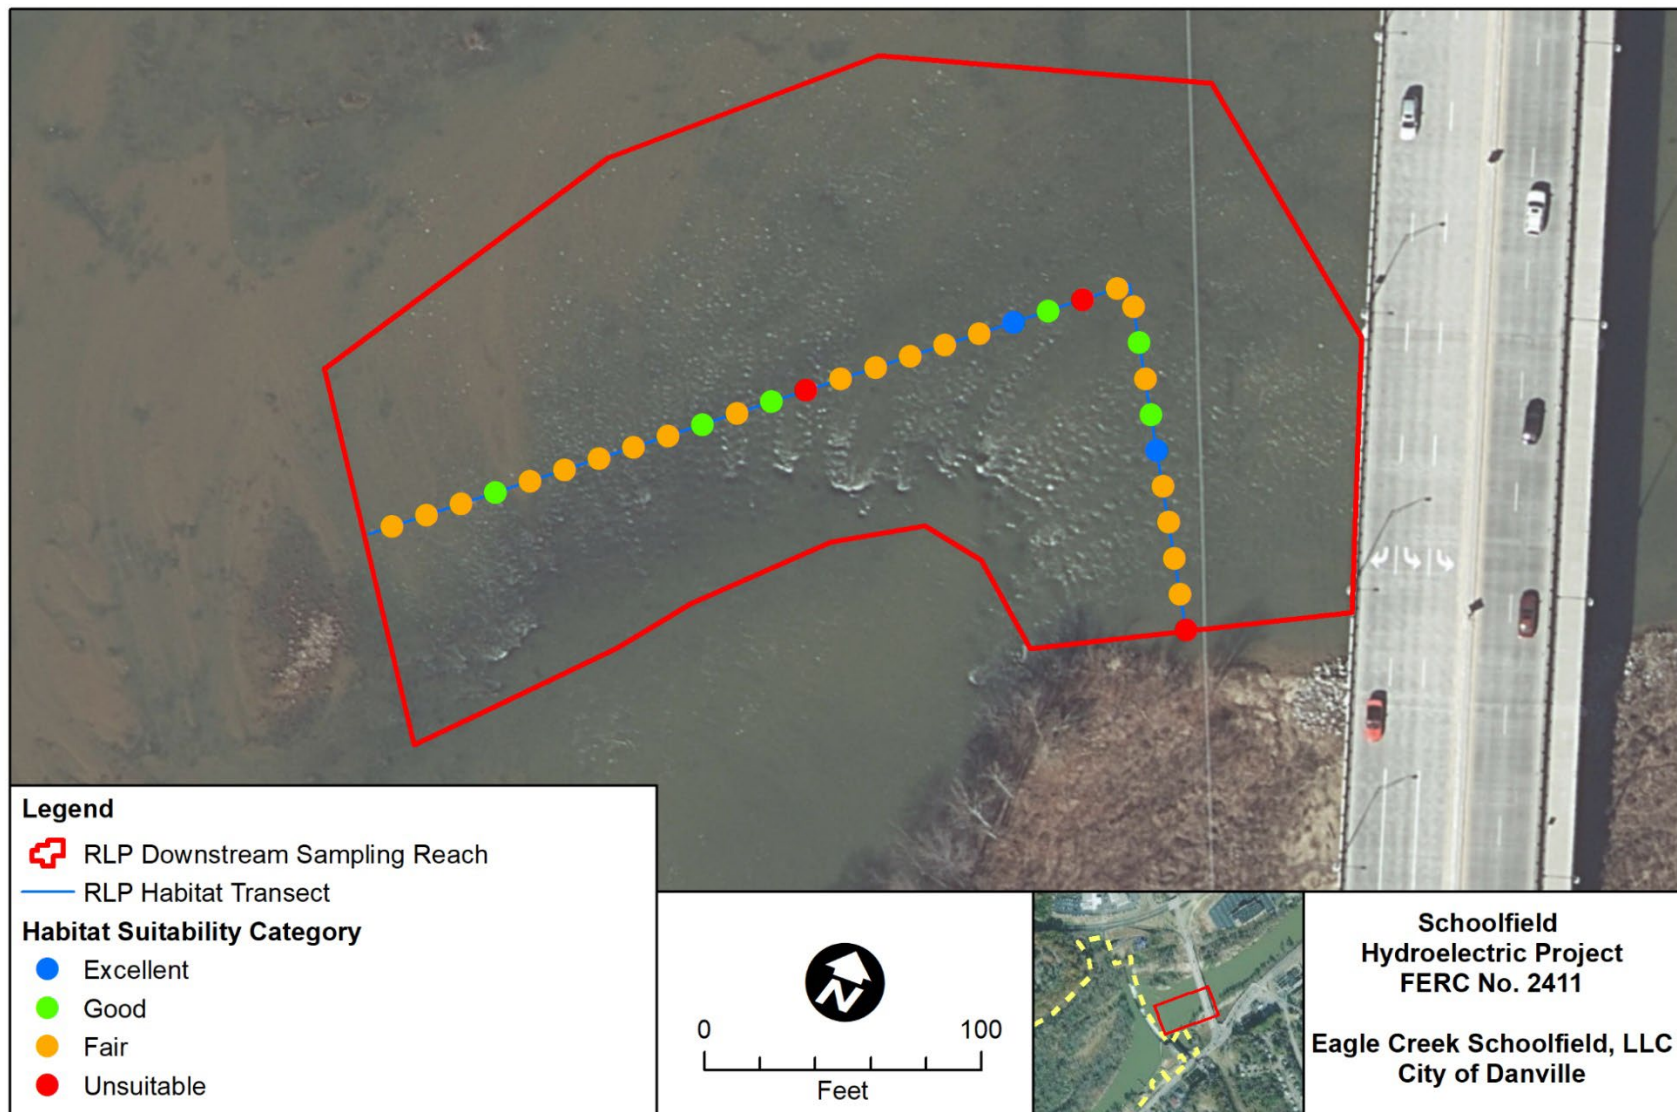 Legend
RLP Downstream Sampling Reach
RLP Habitat Transect
Habitat Suitability Category
Excellent
Good
Fair
Unsuitable
N
0 100
Feet
Schoolfield
Hydroelectric Project
FERC No. 2411
Eagle Creek Schoolfield, LLC
City of Danville